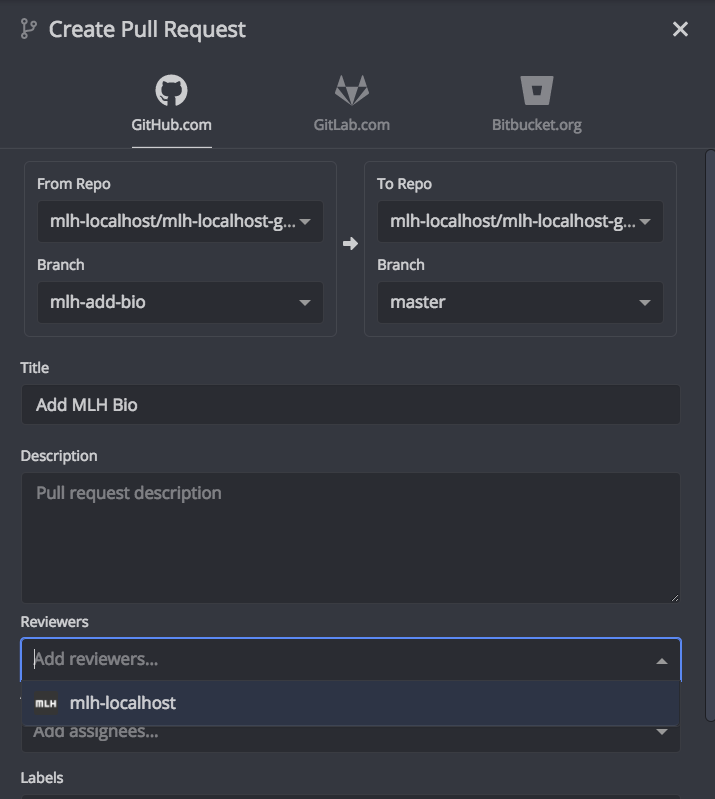 Create Pull Request
GitHub.com
GitLab.com
Bitbucket.org
From Repo
To Repo
mlh-localhost/mlh-localhost-g...
mlh-localhost/mlh-localhost-g...
Branch
Branch
mlh-add-bio
master
Title
Add MLH Bio
Description
Pull request description
Reviewers
Add reviewers...
MLH mlh-localhost
Add assignees...
Labels